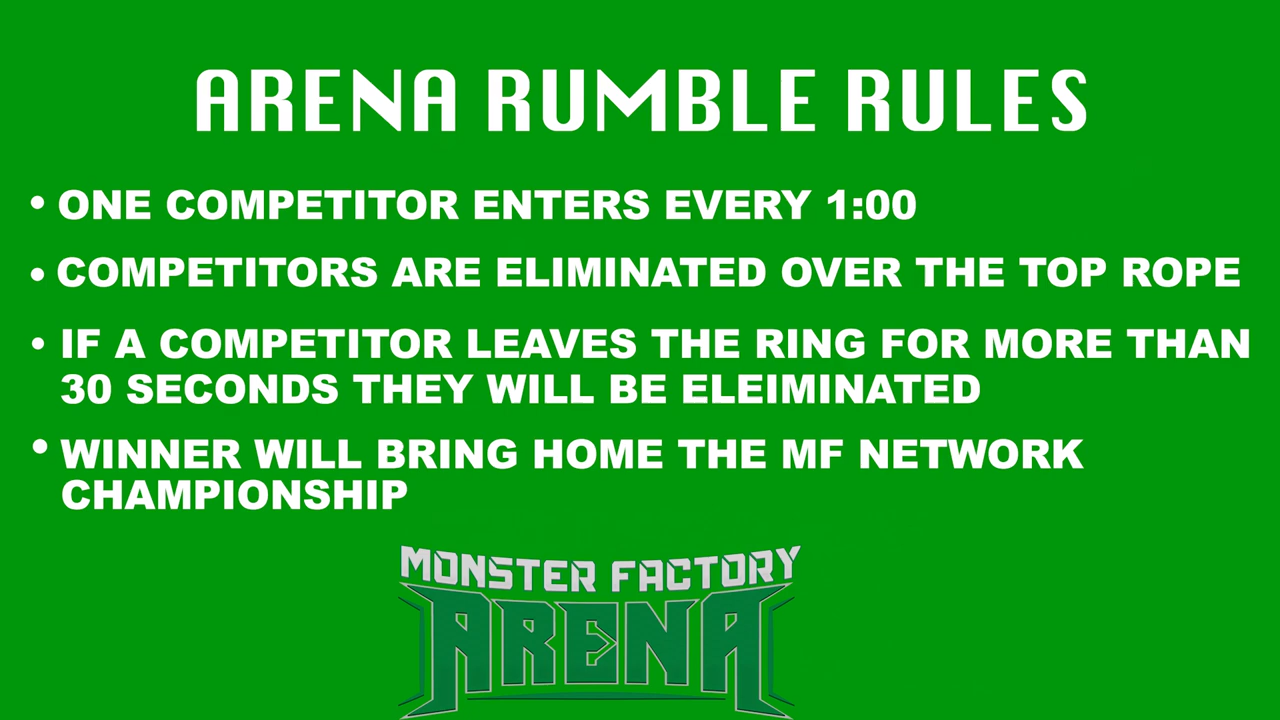 ARENA RUMBLE RULES
• ONE COMPETITOR ENTERS EVERY 1:00
• COMPETITORS ARE ELIMINATED OVER THE TOP ROPE
• IF A COMPETITOR LEAVES THE RING FOR MORE THAN
30 SECONDS THEY WILL BE ELEIMINATED
• WINNER WILL BRING HOME THE MF NETWORK
CHAMPIONSHIP
MONSTER FACTORY
ARENA